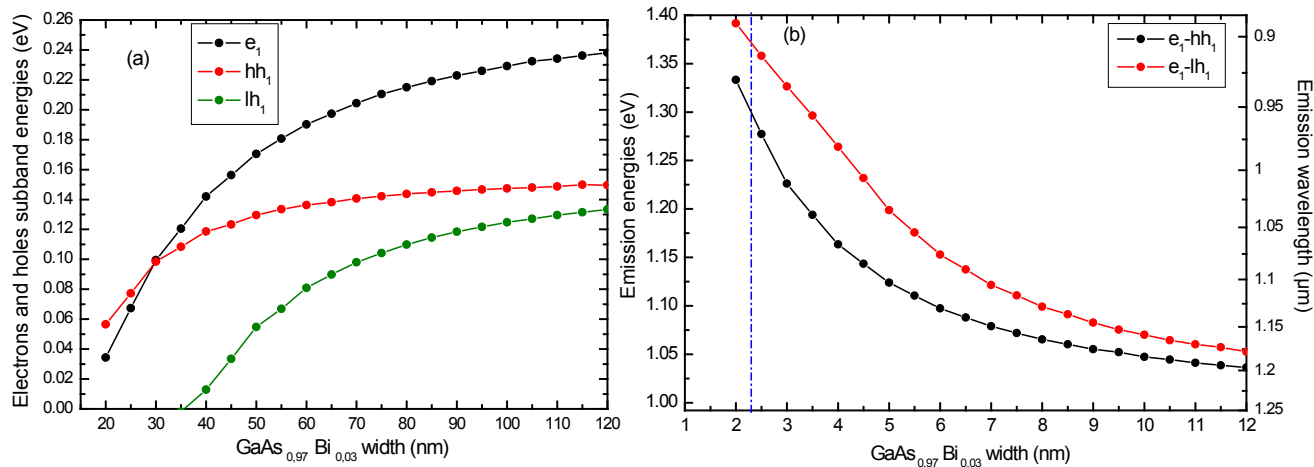 Electrons and holes subband energies (eV)
0.26
0.24
0.22
0.20
0.18
0.16
0.14
0.12
0.10
0.08
0.06
0.04
0.02
0.00
(a)
e1
hh1
lh1
20 30 40 50 60 70 80 90 100 110 120
GaAs0,97 Bi0,03 width (nm)
Emission energies (eV)
1.40
1.35
1.30
1.25
1.20
1.15
1.10
1.05
1.00
(b)
e1-hh1
e1-lh1
1 2 3 4 5 6 7 8 9 10 11 12
GaAs0.97 Bi0.03 width (nm)
0.9
0.95
1
1.05
1.1
1.15
1.2
1.25
Emission wavelength (μm)